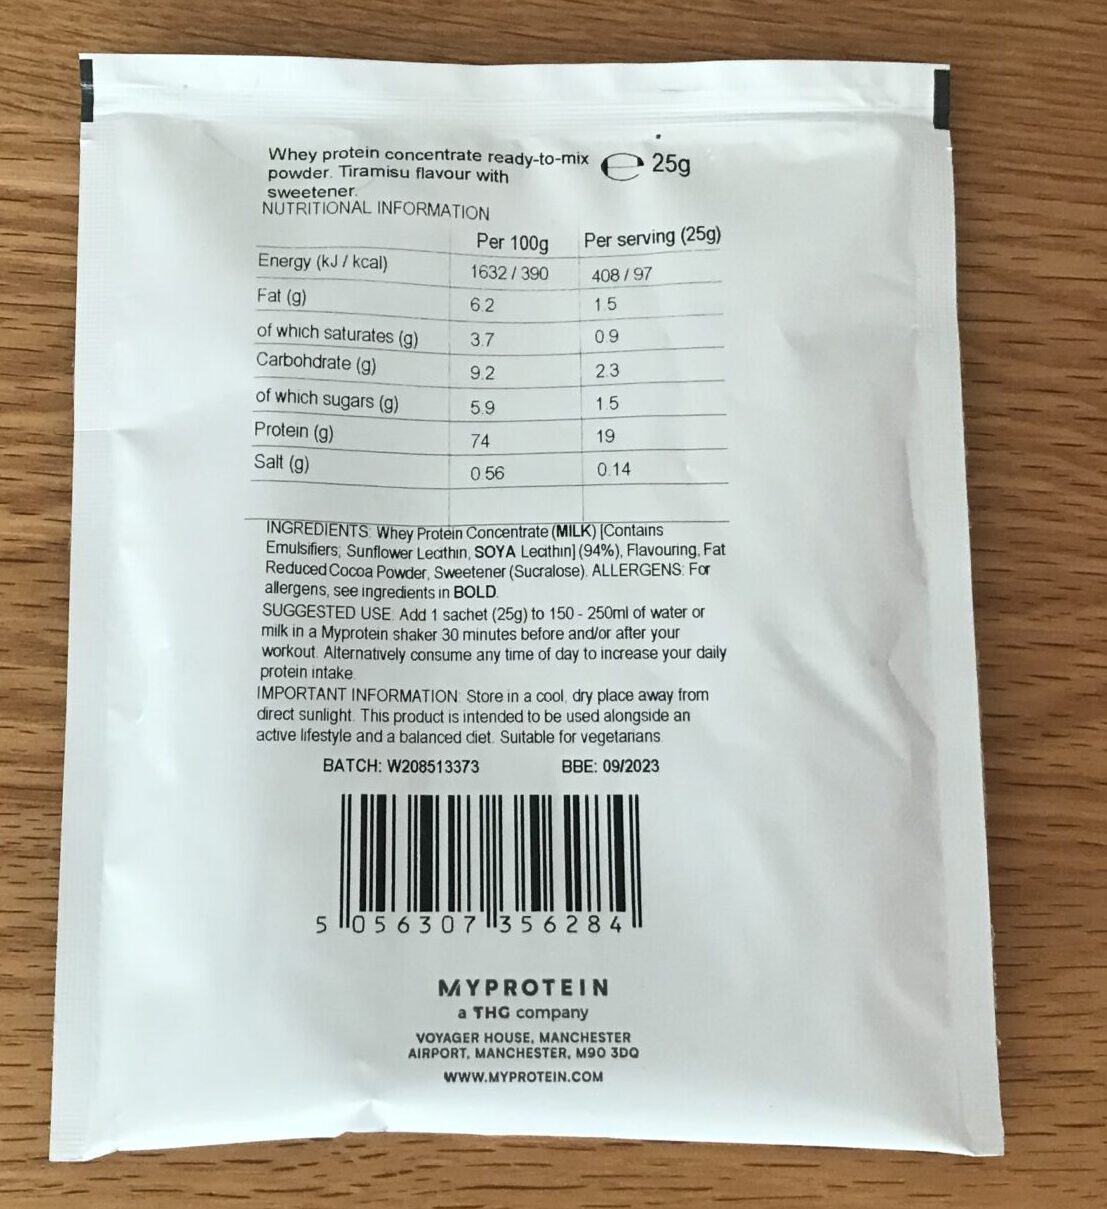 Whey protein concentrate ready-to-mix ℮ 25g
powder. Tiramisu flavour with
sweetener.
NUTRITIONAL INFORMATION
Per 100g Per serving (25g)
Energy (kJ / kcal) 1632 / 390 408 / 97
Fat (g) 6.2 1.5
of which saturates (g) 3.7 0.9
Carbohdrate (g) 9.2 2.3
of which sugars (g) 5.9 1.5
Protein (g) 74 19
Salt (g) 0.56 0.14
INGREDIENTS: Whey Protein Concentrate (MILK) [Contains
Emulsifiers; Sunflower Lecithin, SOYA Lecithin] (94%), Flavouring, Fat
Reduced Cocoa Powder, Sweetener (Sucralose). ALLERGENS: For
allergens, see ingredients in BOLD.
SUGGESTED USE: Add 1 sachet (25g) to 150 - 250ml of water or
milk in a Myprotein shaker 30 minutes before and/or after your
workout. Alternatively consume any time of day to increase your daily
protein intake.
IMPORTANT INFORMATION: Store in a cool, dry place away from
direct sunlight. This product is intended to be used alongside an
active lifestyle and a balanced diet. Suitable for vegetarians.
BATCH: W208513373 BBE: 09/2023
5 056307 356284
MYPROTEIN
a THG company
VOYAGER HOUSE, MANCHESTER
AIRPORT, MANCHESTER, M90 3DQ
WWW.MYPROTEIN.COM